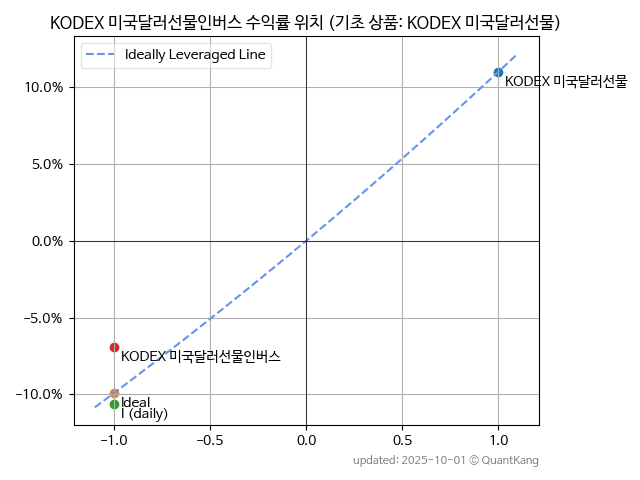 KODEX 미국달러선물인버스 수익률 위치 (기초 상품: KODEX 미국달러선물)
Ideally Leveraged Line
10.0%
5.0%
0.0%
−5.0%
−10.0%
KODEX 미국달러선물
KODEX 미국달러선물인버스
Ideal
I (daily)
−1.0
−0.5
0.0
0.5
1.0
updated: 2025-10-01 © QuantKang